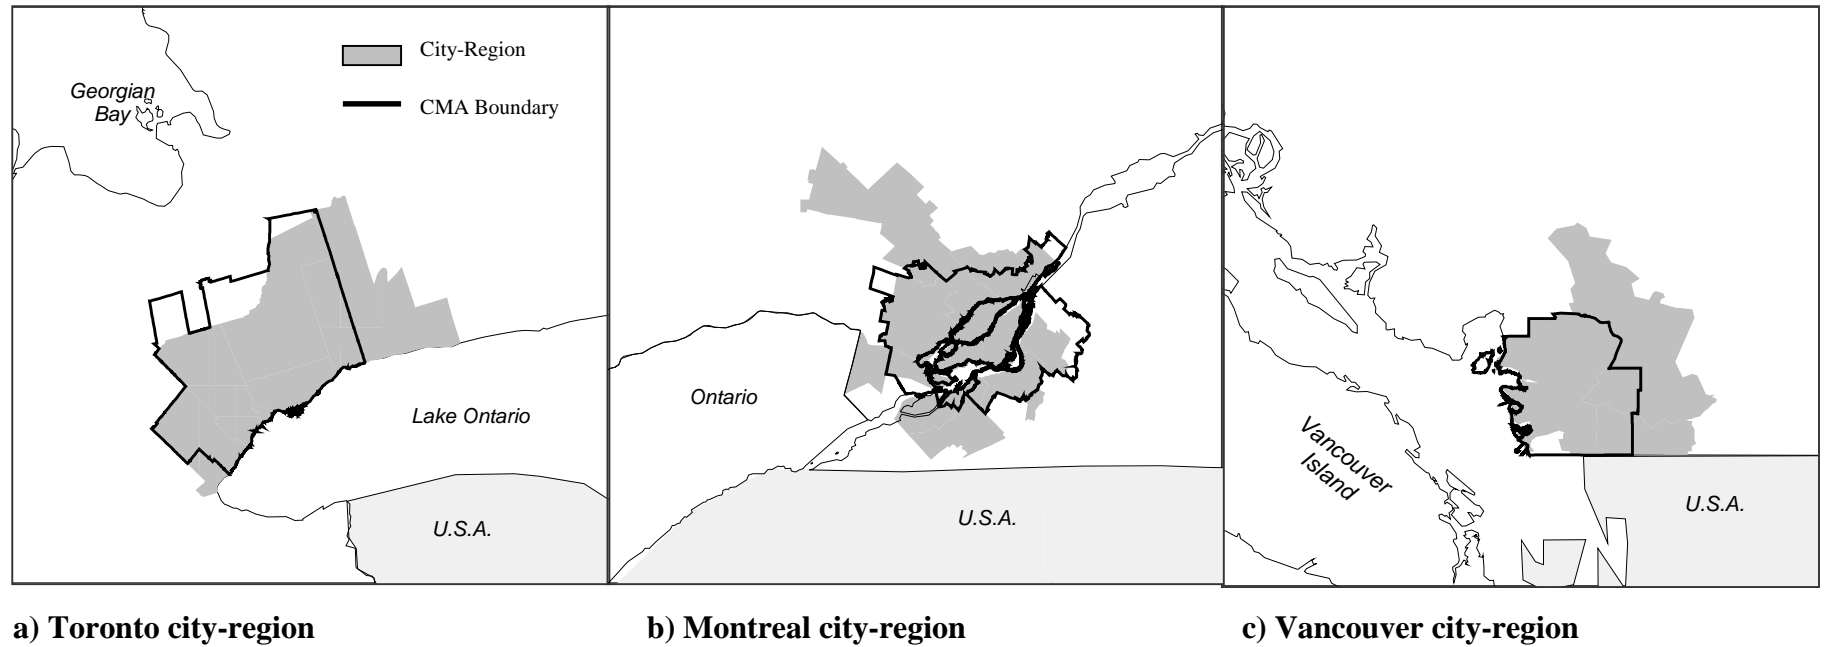 City-Region
CMA Boundary
Georgian
Bay
Lake Ontario
U.S.A.
Ontario
U.S.A.
Vancouver
Island
U.S.A.
a) Toronto city-region
b) Montreal city-region
c) Vancouver city-region